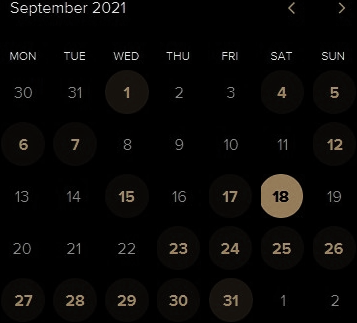 September 2021
MON TUE WED THU FRI SAT SUN
30 31 1 2 3 4 5
6 7 8 9 10 11 12
13 14 15 16 17 18 19
20 21 22 23 24 25 26
27 28 29 30 31 1 2